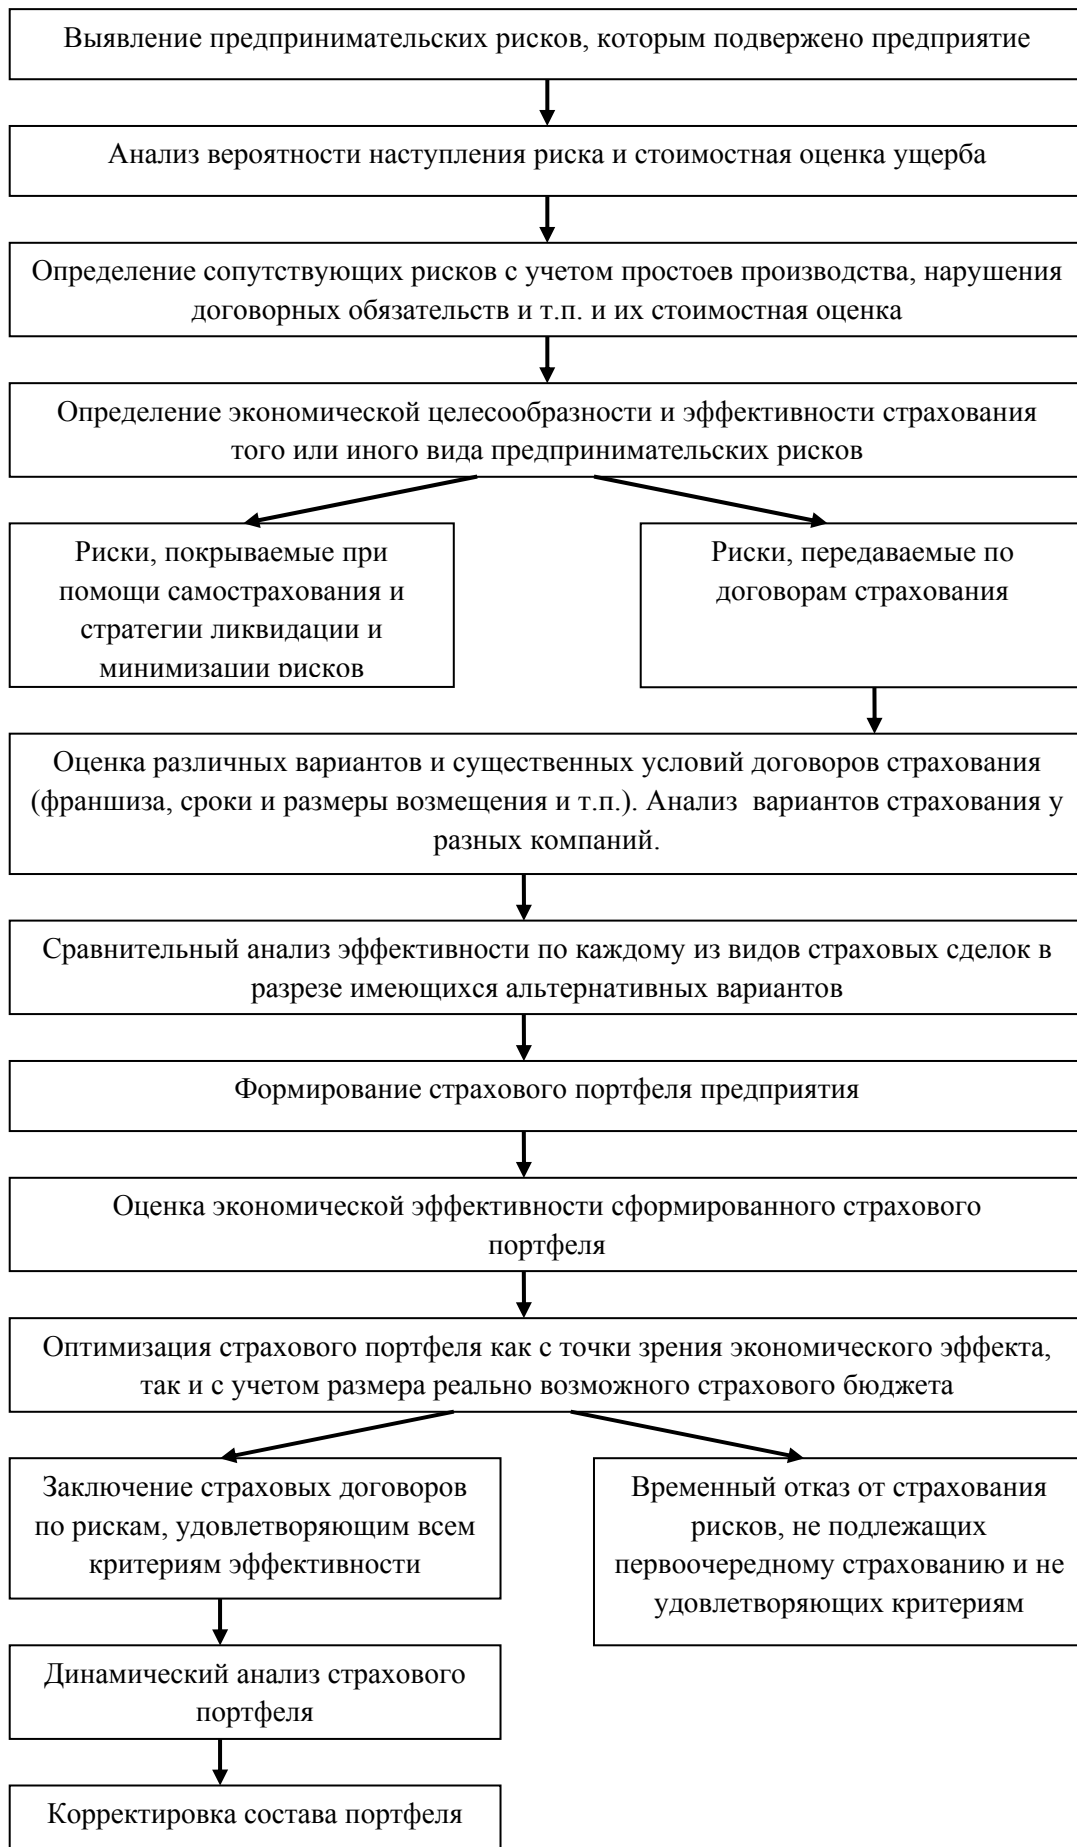 Выявление предпринимательских рисков, которым подвержено предприятие
Анализ вероятности наступления риска и стоимостная оценка ущерба
Определение сопутствующих рисков с учетом простоев производства, нарушения
договорных обязательств и т.п. и их стоимостная оценка
Определение экономической целесообразности и эффективности страхования
того или иного вида предпринимательских рисков
Риски, покрываемые при
помощи самострахования и
стратегии ликвидации и
минимизации рисков
Риски, передаваемые по
договорам страхования
Оценка различных вариантов и существенных условий договоров страхования
(франшиза, сроки и размеры возмещения и т.п.). Анализ  вариантов страхования у
разных компаний.
Сравнительный анализ эффективности по каждому из видов страховых сделок в
разрезе имеющихся альтернативных вариантов
Формирование страхового портфеля предприятия
Оценка экономической эффективности сформированного страхового
портфеля
Оптимизация страхового портфеля как с точки зрения экономического эффекта,
так и с учетом размера реально возможного страхового бюджета
Заключение страховых договоров
по рискам, удовлетворяющим всем
критериям эффективности
Временный отказ от страхования
рисков, не подлежащих
первоочередному страхованию и не
удовлетворяющих критериям
Динамический анализ страхового
портфеля
Корректировка состава портфеля